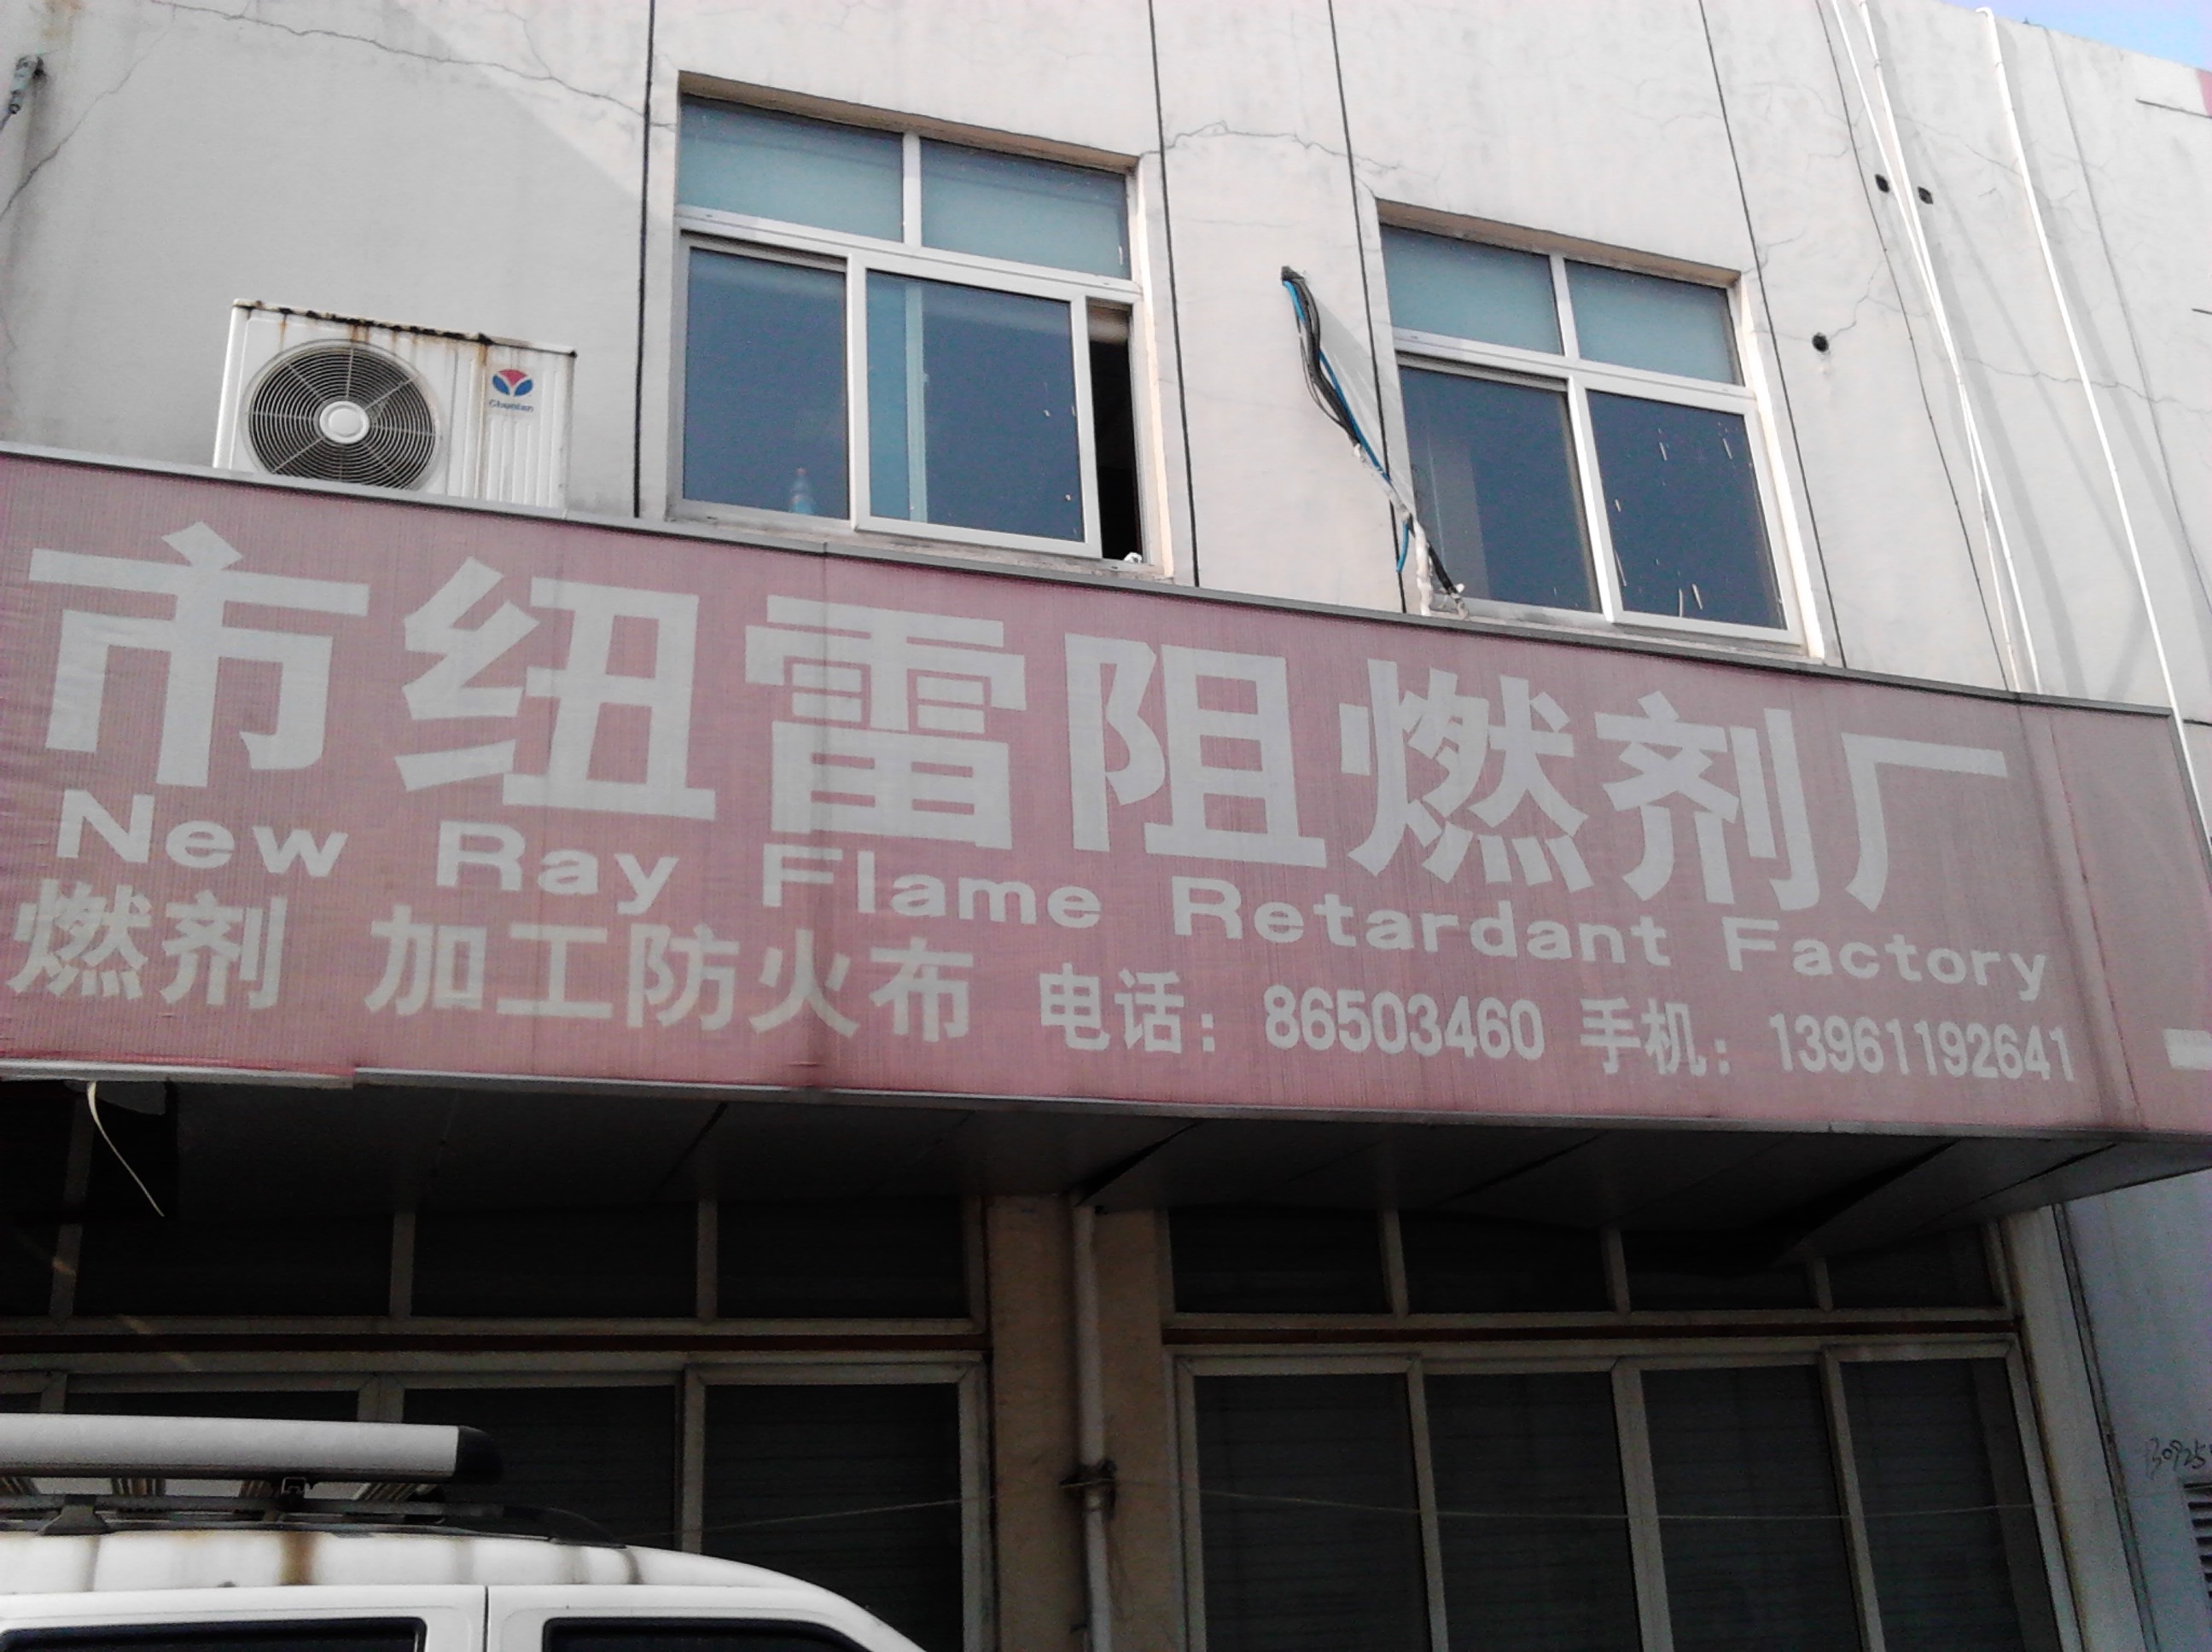 Chunlan
市纽雷阻燃剂厂
New Ray Flame Retardant Factory
燃剂 加工防火布 电话：86503460 手机：13961192641